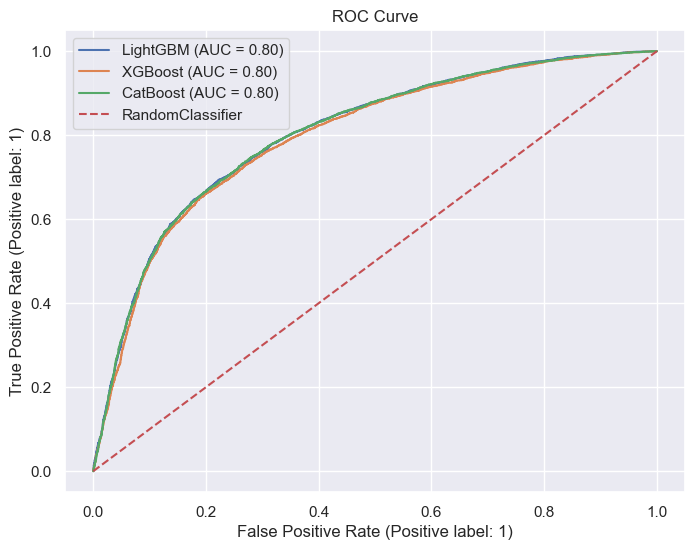 ROC Curve
LightGBM (AUC = 0.80)
XGBoost (AUC = 0.80)
CatBoost (AUC = 0.80)
RandomClassifier
True Positive Rate (Positive label: 1)
1.0
0.8
0.6
0.4
0.2
0.0
0.0 0.2 0.4 0.6 0.8 1.0
False Positive Rate (Positive label: 1)